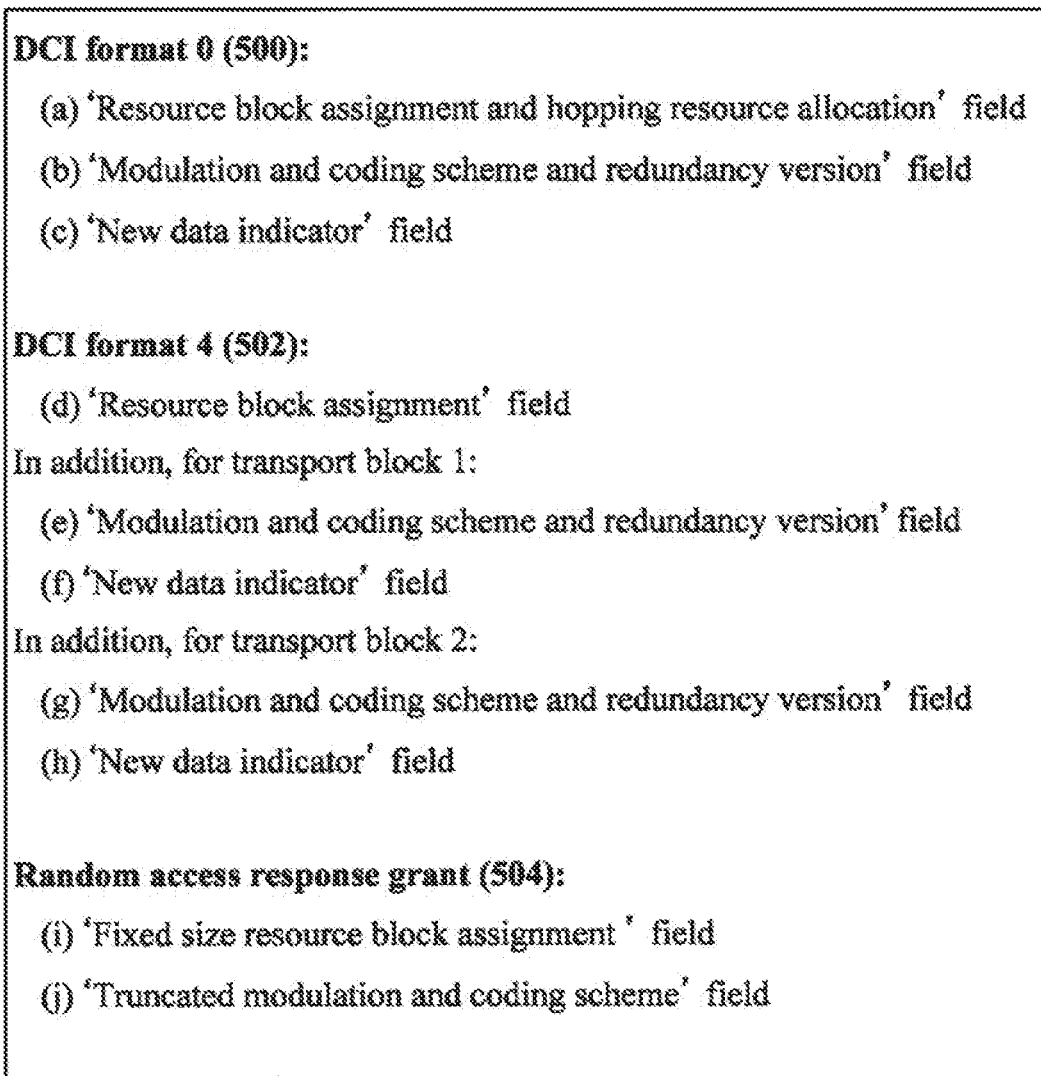 DCI format 0 (500):
(a) ‘Resource block assignment and hopping resource allocation’ field
(b) ‘Modulation and coding scheme and redundancy version’ field
(c) ‘New data indicator’ field
DCI format 4 (502):
(d) ‘Resource block assignment’ field
In addition, for transport block 1:
(e) ‘Modulation and coding scheme and redundancy version’ field
(f) ‘New data indicator’ field
In addition, for transport block 2:
(g) ‘Modulation and coding scheme and redundancy version’ field
(h) ‘New data indicator’ field
Random access response grant (504):
(i) ‘Fixed size resource block assignment ’ field
(j) ‘Truncated modulation and coding scheme’ field